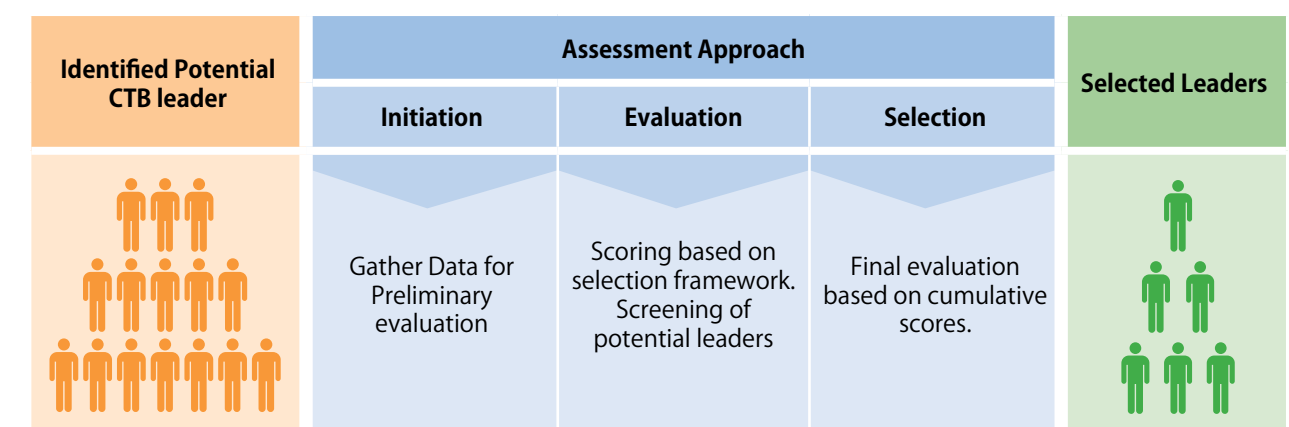 Identified Potential
CTB leader
Assessment Approach
Initiation
Evaluation
Selection
Selected Leaders
Gather Data for
Preliminary
evaluation
Scoring based on
selection framework.
Screening of
potential leaders
Final evaluation
based on cumulative
scores.